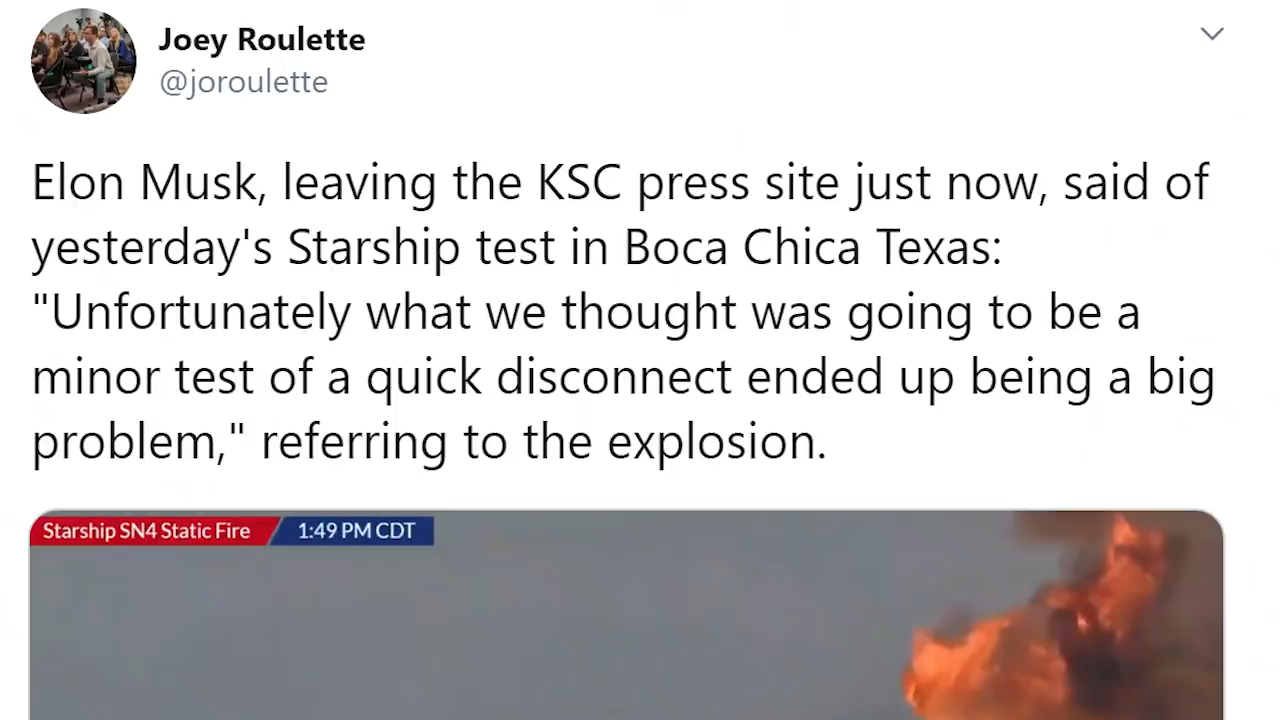 Joey Roulette
@joroulette
Elon Musk, leaving the KSC press site just now, said of
yesterday's Starship test in Boca Chica Texas:
"Unfortunately what we thought was going to be a
minor test of a quick disconnect ended up being a big
problem," referring to the explosion.
Starship SN4 Static Fire 1:49 PM CDT